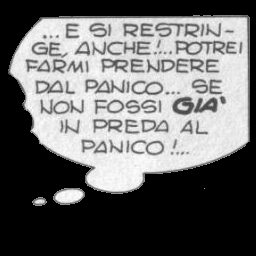 ... E SI RESTRIN-
GE, ANCHE!.. POTREI
FARMI PRENDERE
DAL PANICO... SE
NON FOSSI GIA'
IN PREDA AL
PANICO!...